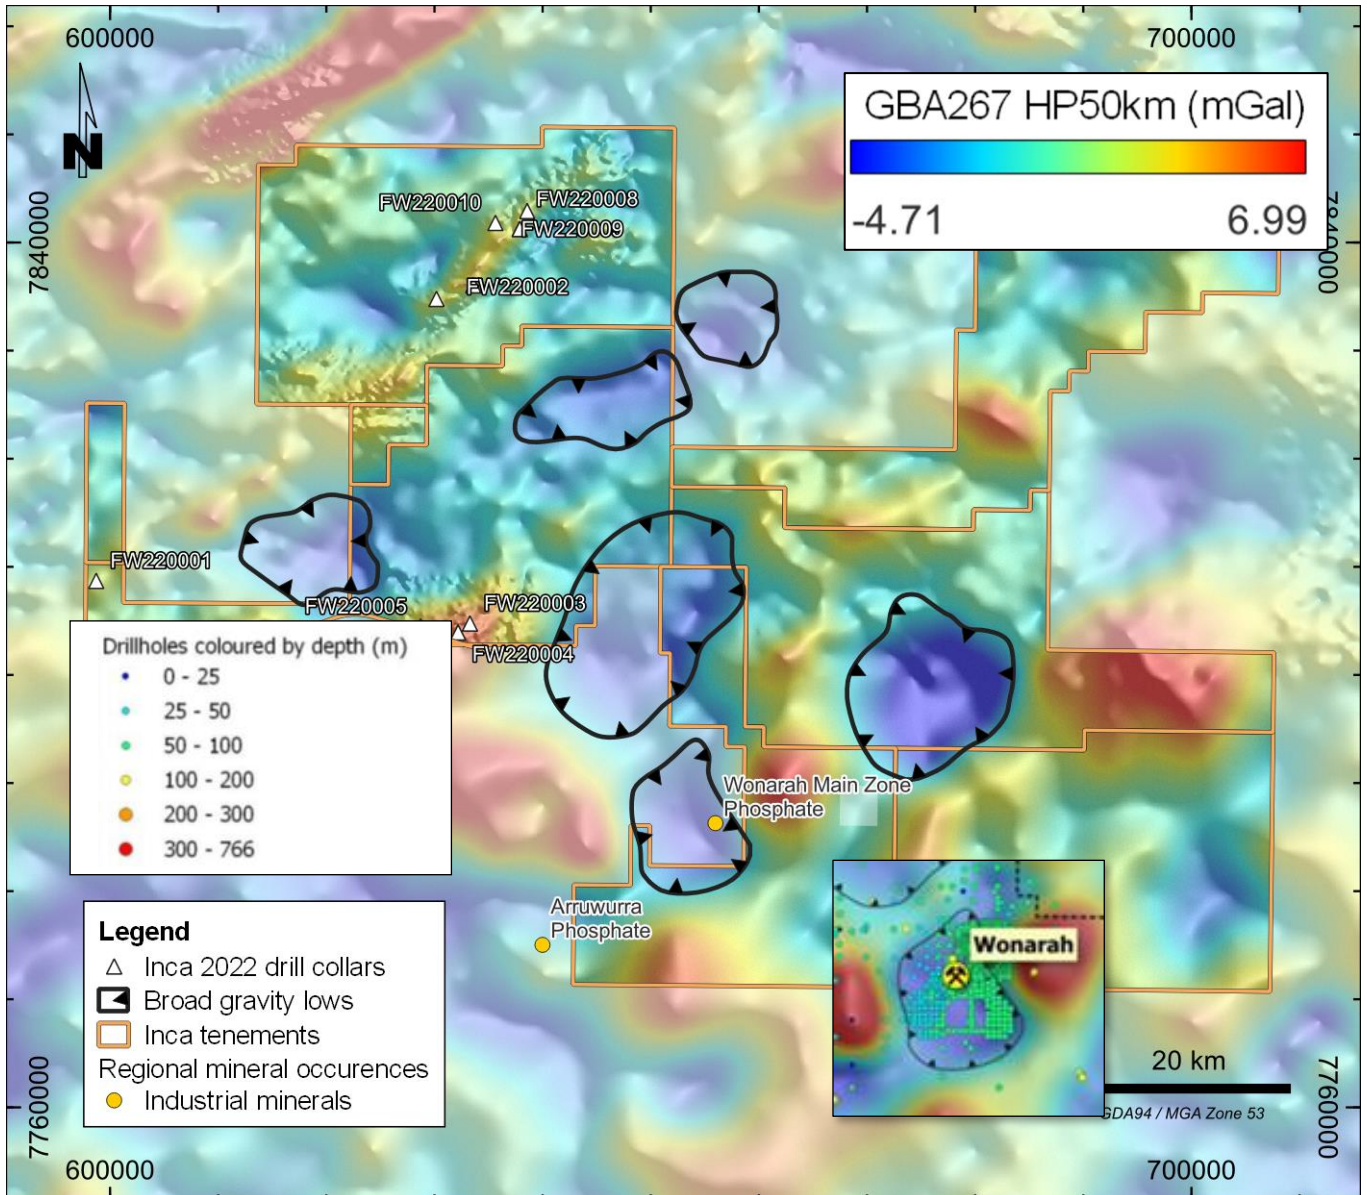 600000
700000
N
GBA267 HP50km (mGal)
-4.71
6.99
7840000
7840000
FW220010
FW220008
FW220009
FW220002
FW220001
FW220005
FW220003
FW220004
Drillholes coloured by depth (m)
0 - 25
25 - 50
50 - 100
100 - 200
200 - 300
300 - 766
Wonarah Main Zone
Phosphate
Arruwurra
Phosphate
Legend
Inca 2022 drill collars
Broad gravity lows
Inca tenements
Regional mineral occurences
Industrial minerals
Wonarah
20 km
GDA94 / MGA Zone 53
7760000
7760000
600000
700000